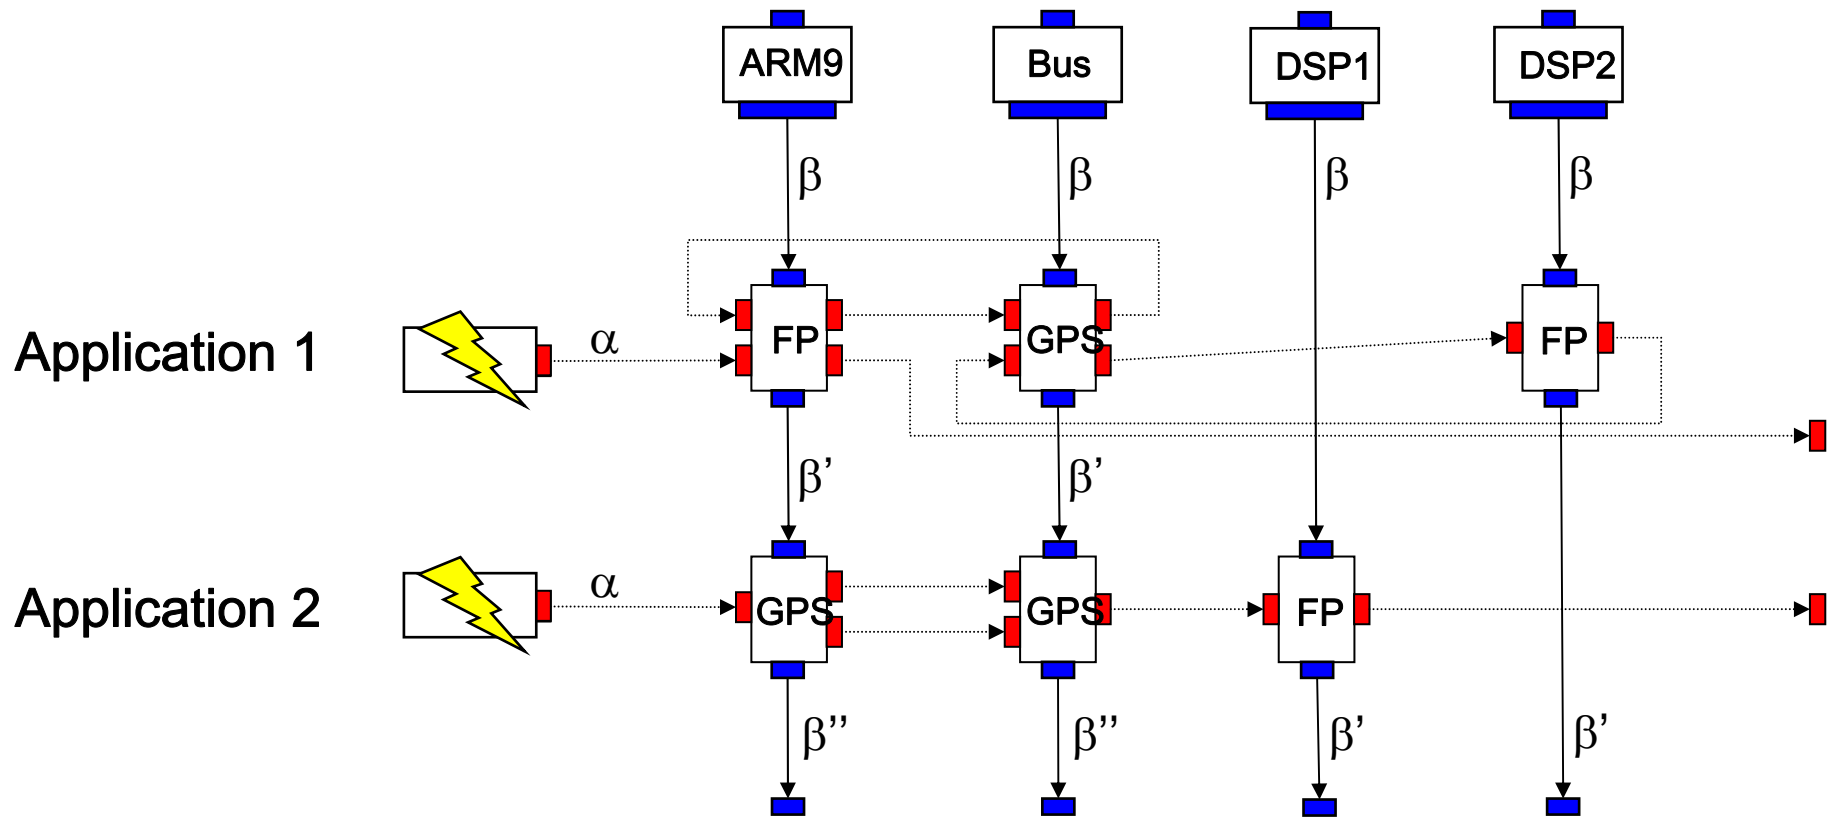 ARM9 Bus DSP1 DSP2
β β β β
Application 1 α FP GPS FP
β’ β’
Application 2 α GPS GPS FP
β’’ β’’ β’ β’